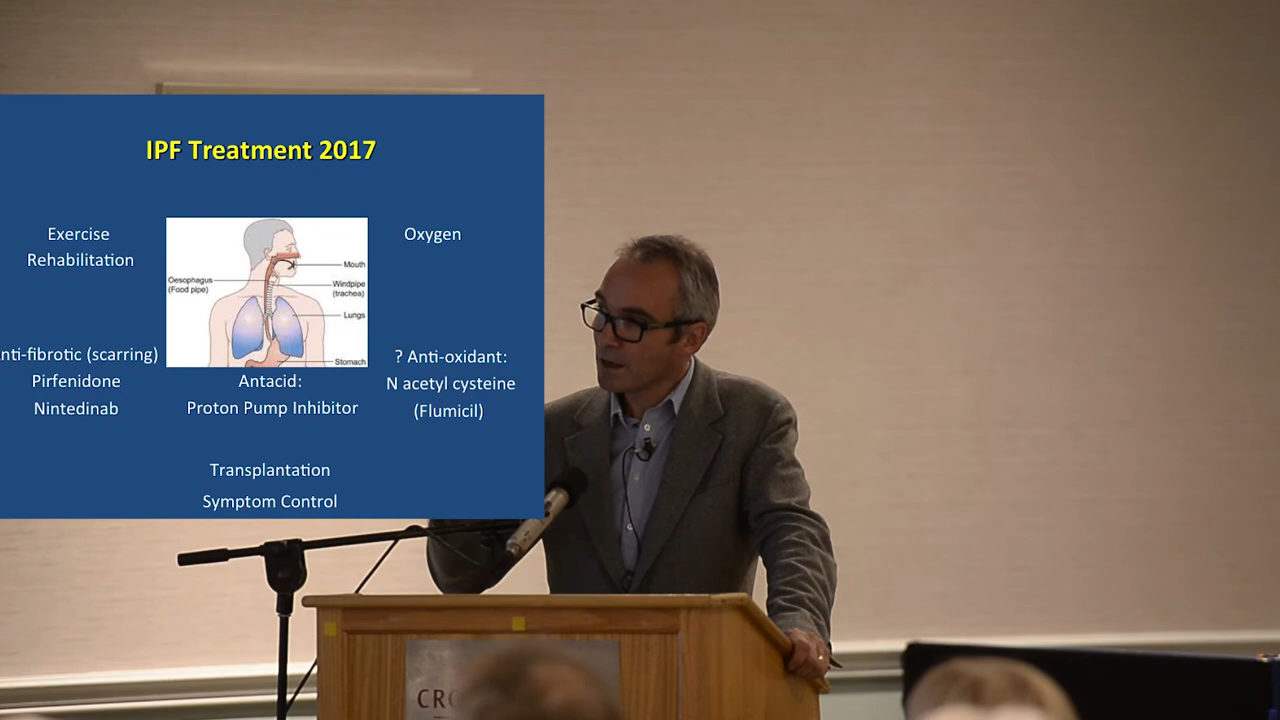 IPF Treatment 2017
Exercise
Rehabilitation
Oxygen
Mouth
Oesophagus
(Food pipe)
Windpipe
(trachea)
Lungs
Stomach
nti-fibrotic (scarring)
Pirfenidone
Nintedinab
Antacid:
Proton Pump Inhibitor
? Anti-oxidant:
N acetyl cysteine
(Flumicil)
Transplantation
Symptom Control
CRO